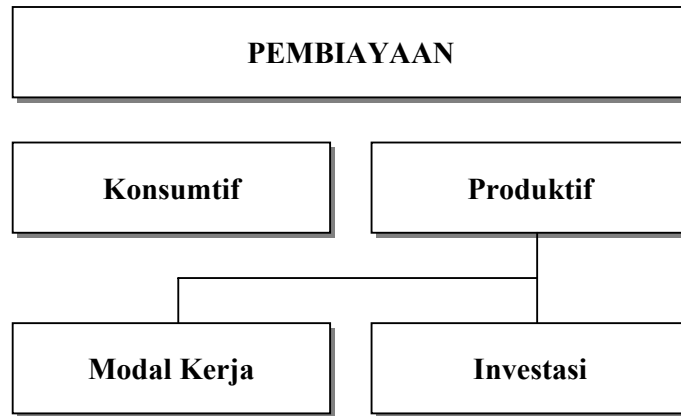 PEMBIAYAAN
Konsumtif
Produktif
Modal Kerja
Investasi